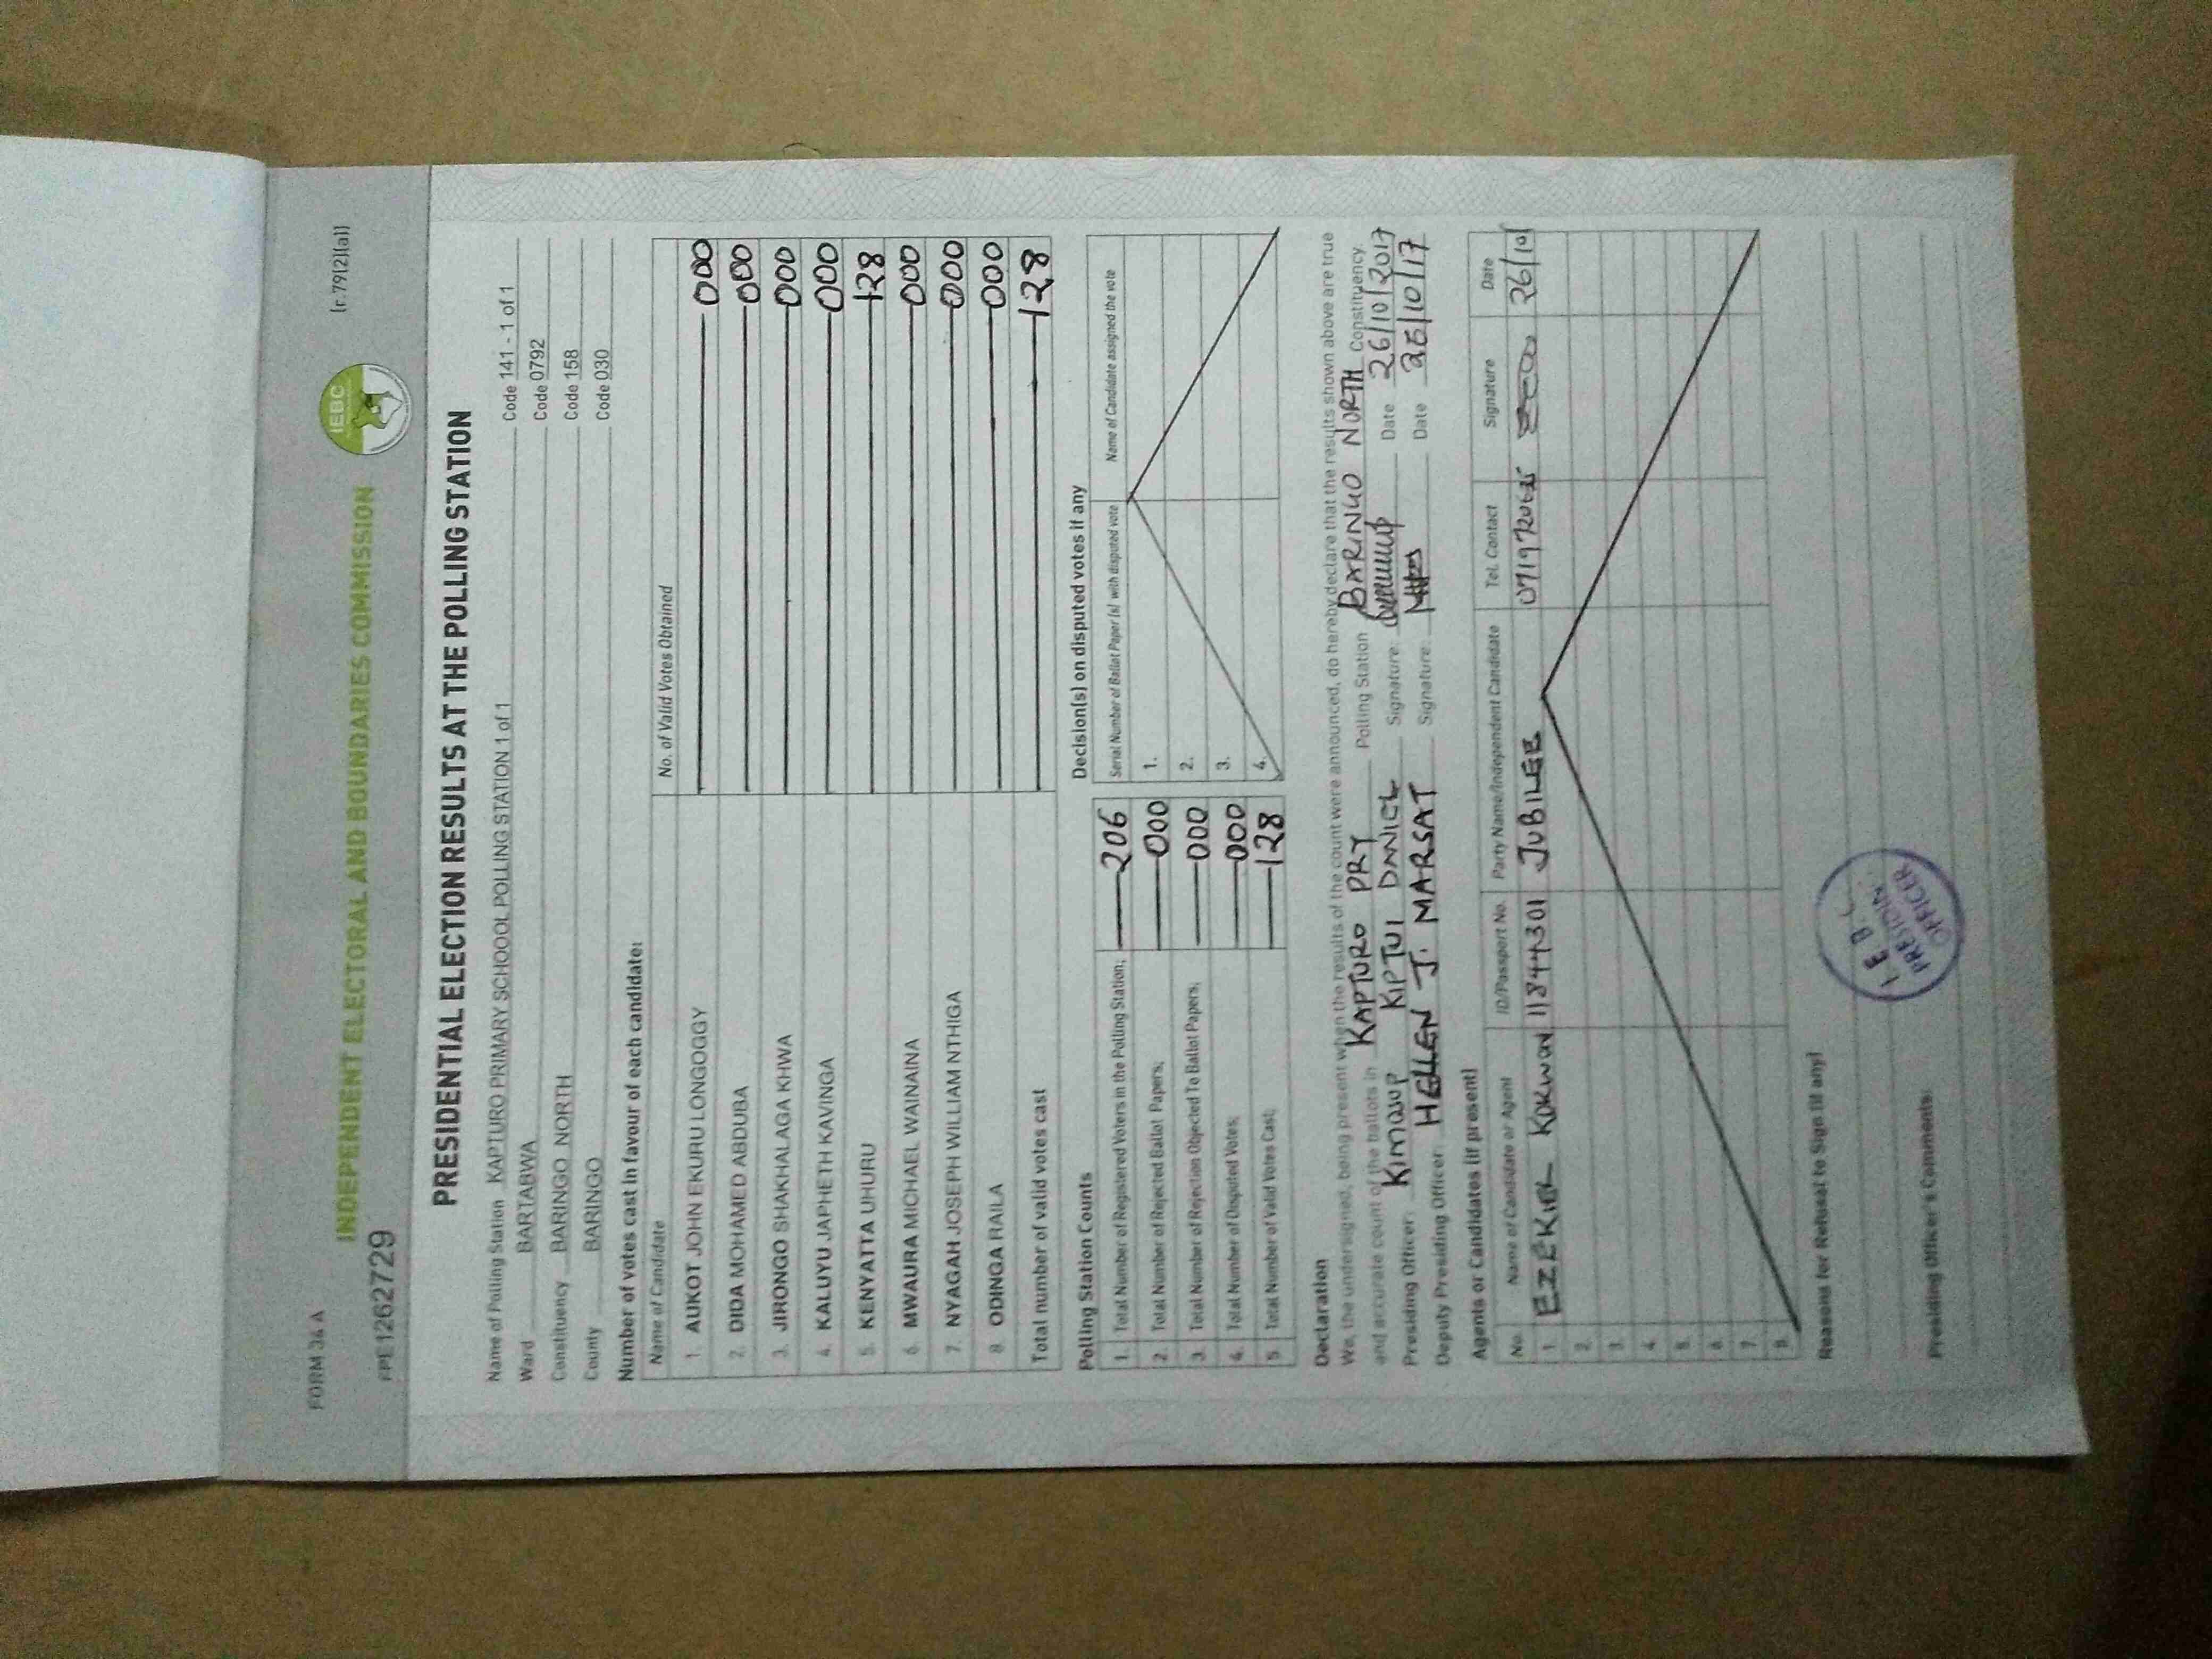 FORM 34 A
(r.79(2)(a))
IEBC
INDEPENDENT ELECTORAL AND BOUNDARIES COMMISSION
PPE1262729
PRESIDENTIAL ELECTION RESULTS AT THE POLLING STATION
Name of Polling Station KAPTURO PRIMARY SCHOOL POLLING STATION 1 of 1 Code 141 - 1 of 1
Ward BARTABWA Code 0792
Constituency BARINGO NORTH Code 158
County BARINGO Code 030
Number of votes cast in favour of each candidate:
Name of Candidate No. of Valid Votes Obtained
1. AUKOT JOHN EKURU LONGOGGY 000
2. DIDA MOHAMED ABDUBA 000
3. JIRONGO SHAKHALAGA KHWA 000
4. KALUYU JAPHETH KAVINGA 000
5. KENYATTA UHURU 128
6. MWAURA MICHAEL WAINAINA 000
7. NYAGAH JOSEPH WILLIAM NTHIGA 000
8. ODINGA RAILA 000
Total number of valid votes cast 128
Polling Station Counts
1. Total Number of Registered Voters in the Polling Station; 206
2. Total Number of Rejected Ballot Papers; 000
3. Total Number of Rejection Objected To Ballot Papers; 000
4. Total Number of Disputed Votes; 000
5. Total Number of Valid Votes Cast; 128
Decision(s) on disputed votes if any
Serial Number of Ballot Paper (s) with disputed vote Name of Candidate assigned the vote
1.
2.
3.
4.
Declaration
We, the undersigned, being present when the results of the count were announced, do hereby declare that the results shown above are true
and accurate count of the ballots in KAPTURO PRY Polling Station BARINGO NORTH Constituency.
Presiding Officer: KIPTUI DANIEL Signature: Date 26/10/2017
Deputy Presiding Officer: HELLEN J. MARSAT Signature: Date 26/10/17
Agents or Candidates (if present)
No. Name of Candidate or Agent ID/Passport No. Party Name/Independent Candidate Tel. Contact Signature Date
1. EZEKIEL KOKWON 11844301 JUBILEE 26/10/
2.
3.
4.
5.
6.
7.
8.
Reasons for Refusal to Sign (if any)
Presiding Officer's Comments:
I.E.B.C
PRESIDING
OFFICER